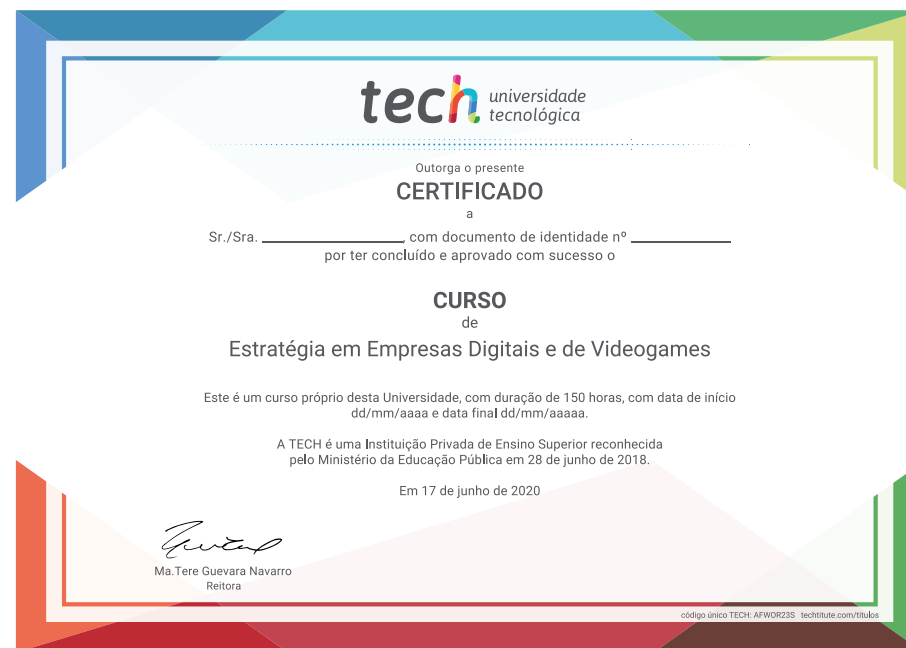 tech universidade
tecnológica
Outorga o presente
CERTIFICADO
a
Sr./Sra. ____________, com documento de identidade nº ____________
por ter concluído e aprovado com sucesso o
CURSO
de
Estratégia em Empresas Digitais e de Videogames
Este é um curso próprio desta Universidade, com duração de 150 horas, com data de início
dd/mm/aaaa e data final dd/mm/aaaaa.
A TECH é uma Instituição Privada de Ensino Superior reconhecida
pelo Ministério da Educação Pública em 28 de junho de 2018.
Em 17 de junho de 2020
Ma.Tere Guevara Navarro
Reitora
código único TECH: AFWOR23S techtitute.com/titulos